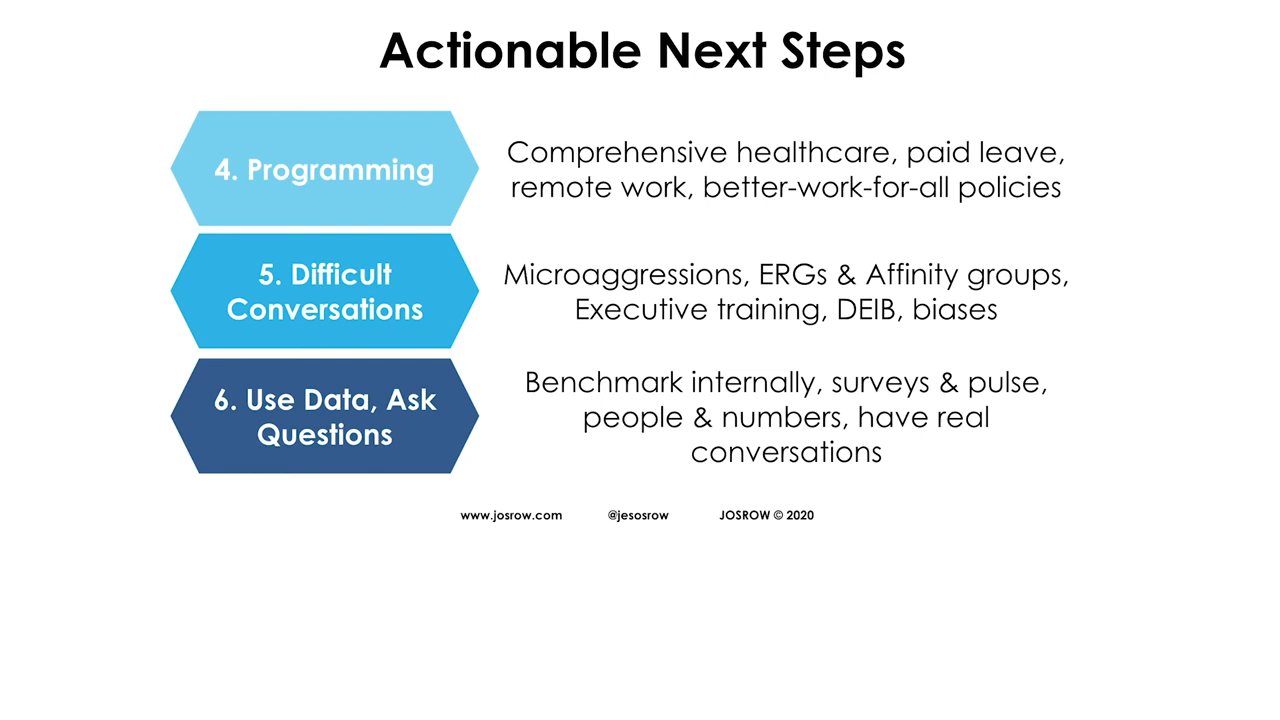 Actionable Next Steps
4. Programming
Comprehensive healthcare, paid leave,
remote work, better-work-for-all policies
5. Difficult
Conversations
Microaggressions, ERGs & Affinity groups,
Executive training, DEIB, biases
6. Use Data, Ask
Questions
Benchmark internally, surveys & pulse,
people & numbers, have real
conversations
www.josrow.com @jesosrow JOSROW © 2020